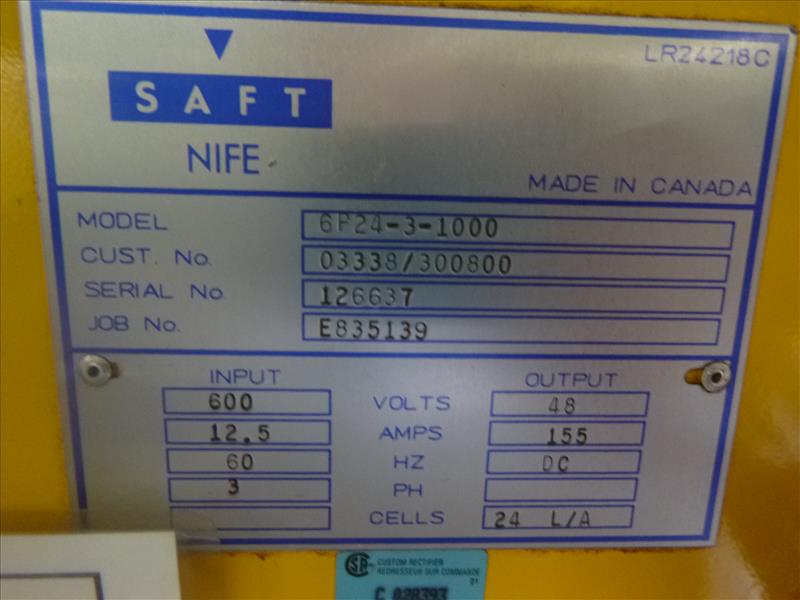 LR24218C
SAFT
NIFE
MADE IN CANADA
MODEL 6P24-3-1000
CUST. No. 03338/300800
SERIAL No. 126637
JOB No. E835139
INPUT OUTPUT
600 VOLTS 48
12.5 AMPS 155
60 HZ DC
3 PH
CELLS 24 L/A
CUSTOM RECTIFIER
REDRESSEUR SUR COMMANDE
21
C 028393